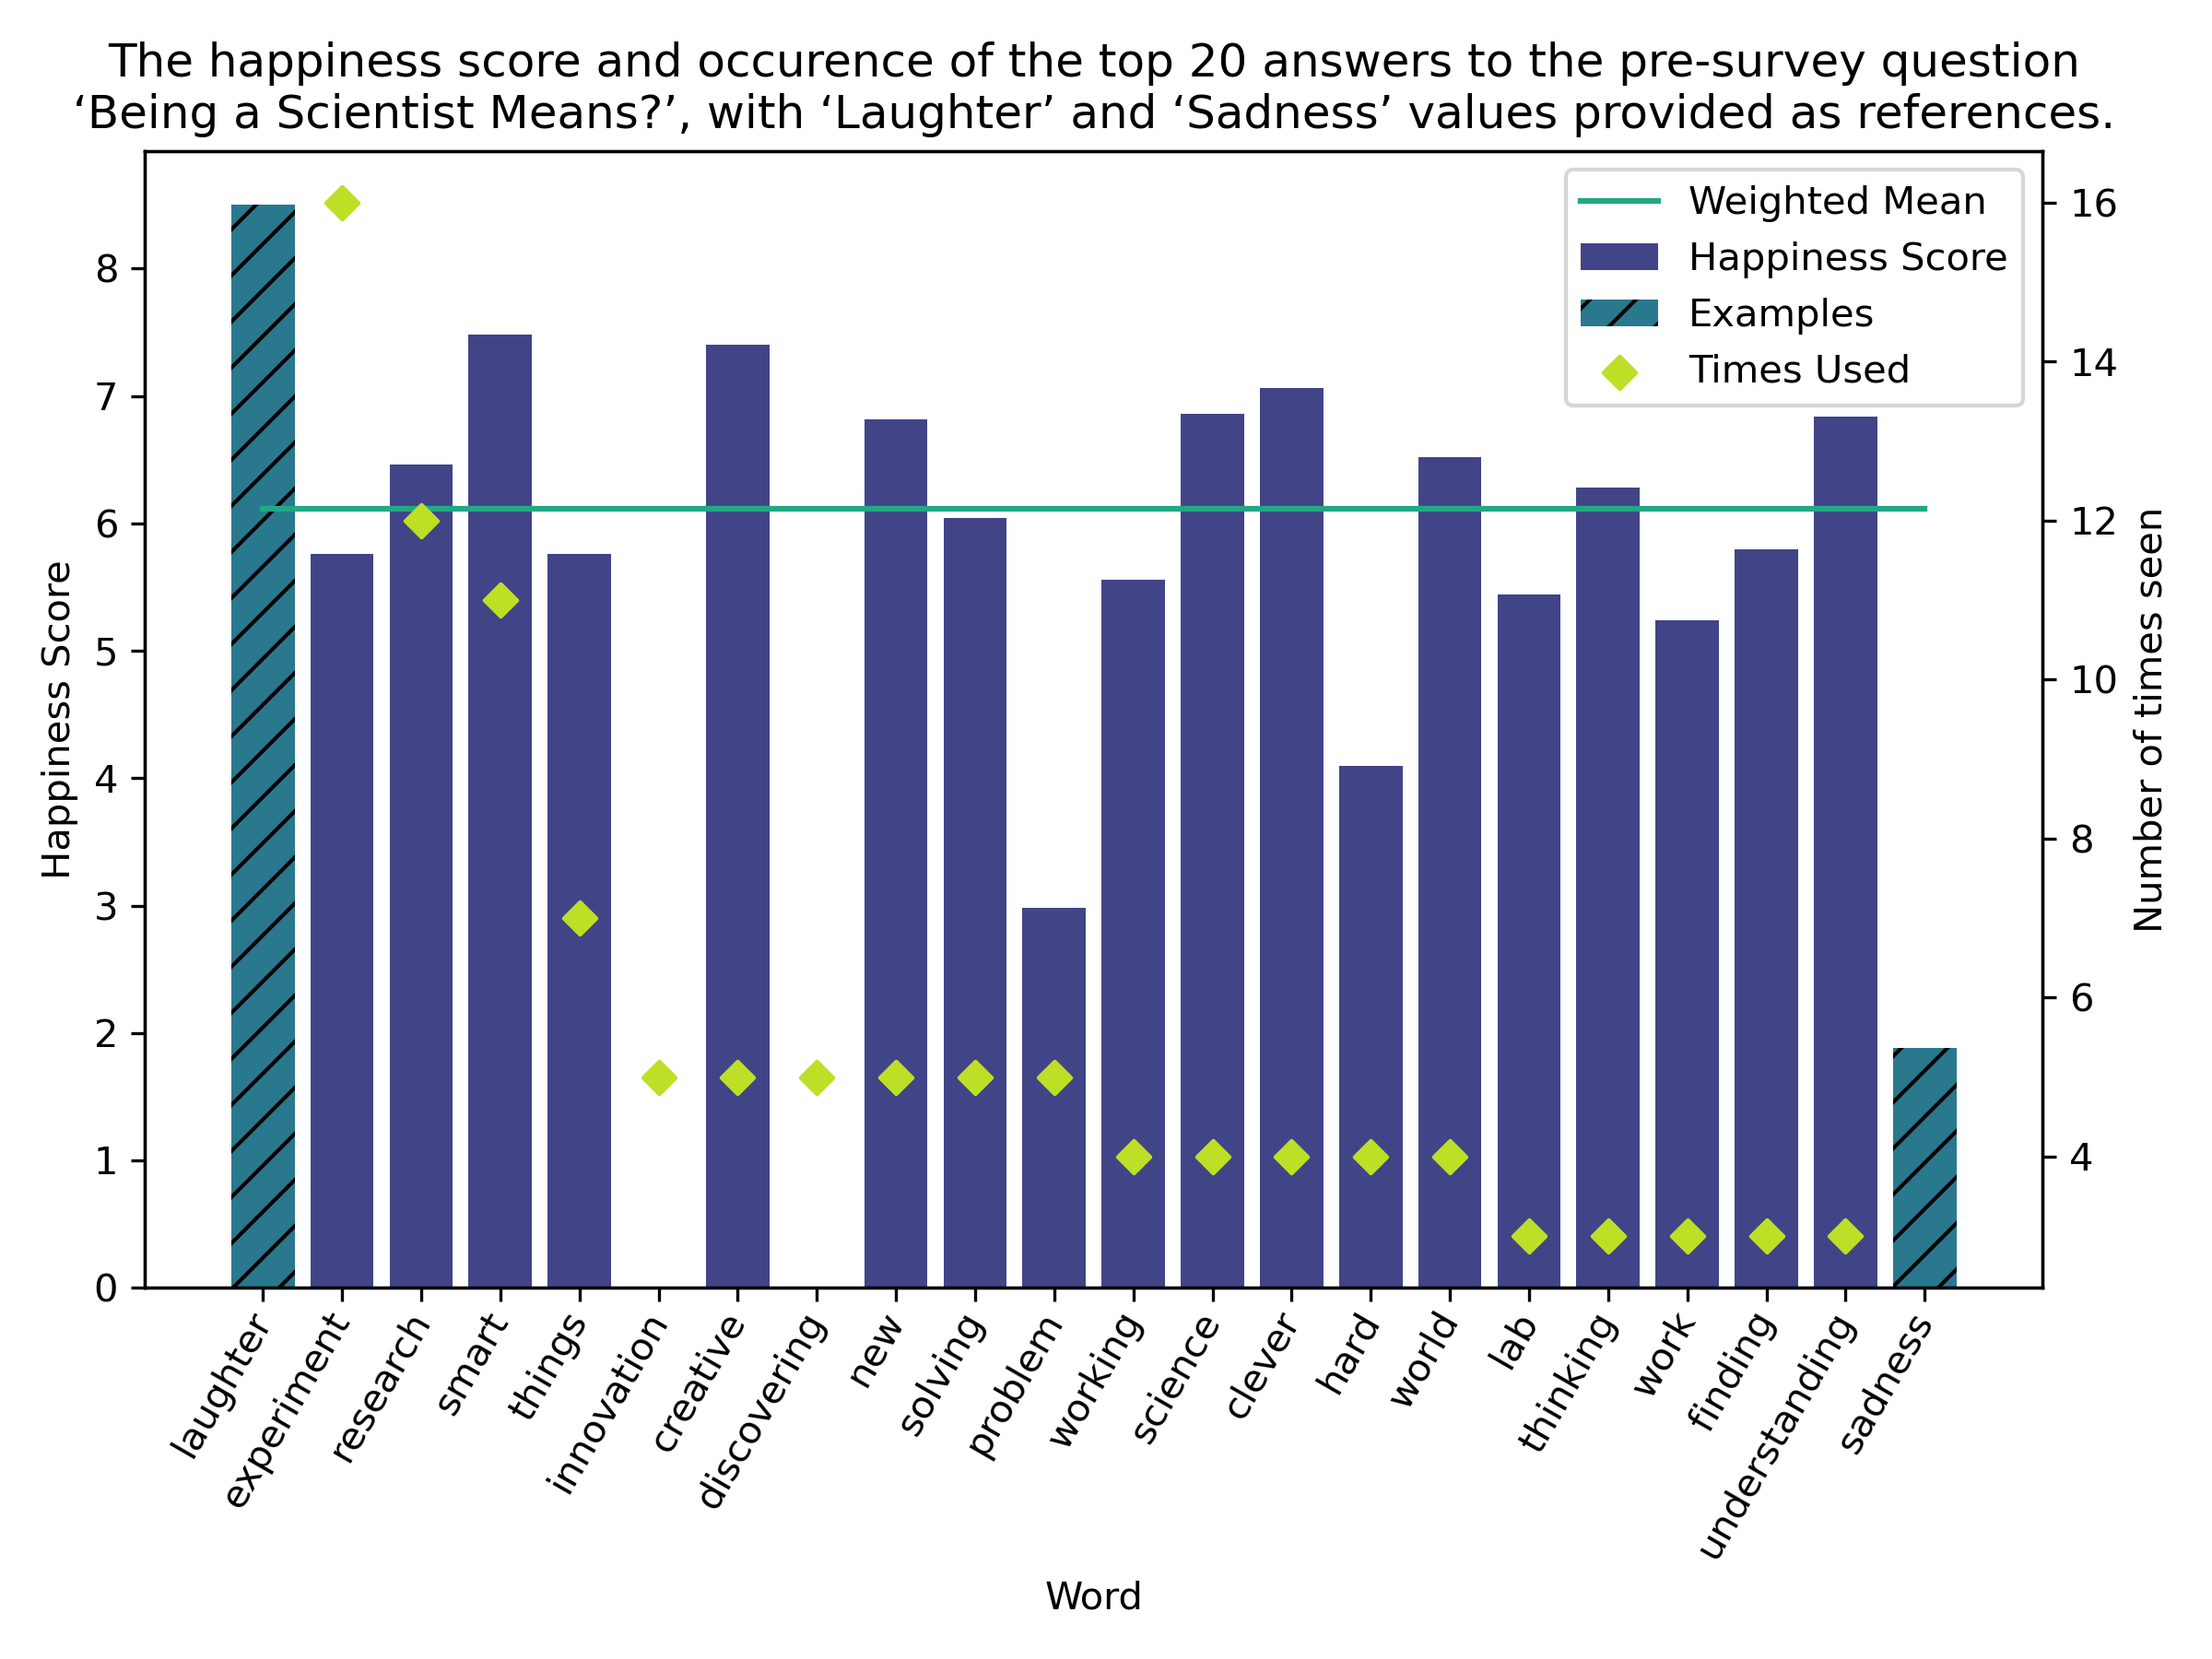 The happiness score and occurence of the top 20 answers to the pre-survey question
‘Being a Scientist Means?’, with ‘Laughter’ and ‘Sadness’ values provided as references.
Weighted Mean
Happiness Score
Examples
Times Used
Happiness Score
8
7
6
5
4
3
2
1
0
16
14
12
10
8
6
4
Number of times seen
laughter
experiment
research
smart
things
innovation
creative
discovering
new
solving
problem
working
science
clever
hard
world
lab
thinking
work
finding
understanding
sadness
Word